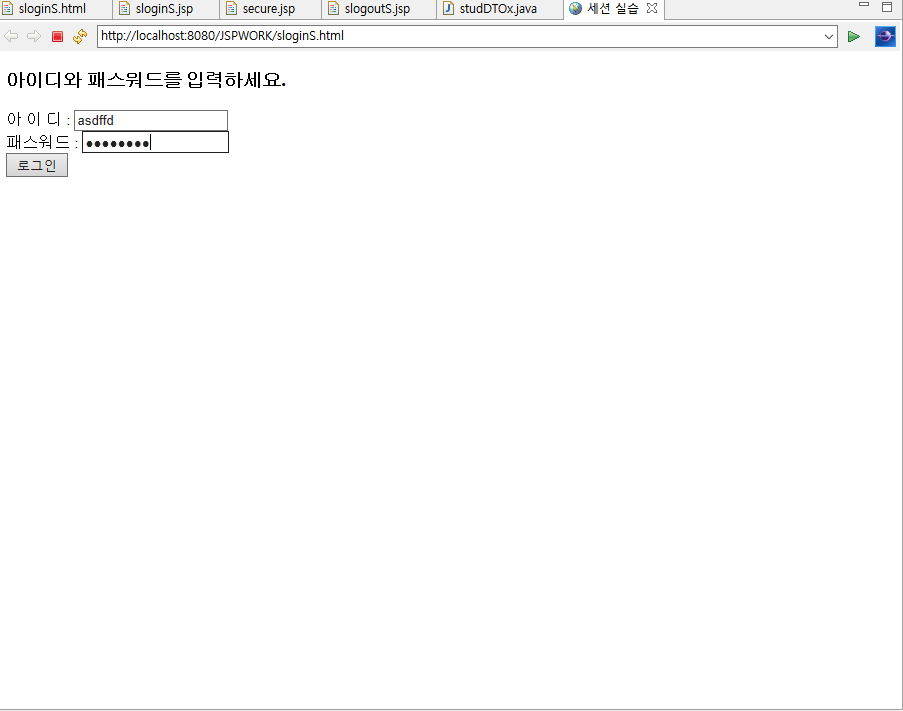 sloginS.html sloginS.jsp secure.jsp slogoutS.jsp studDTOx.java 세션 실습
http://localhost:8080/JSPWORK/sloginS.html
아이디와 패스워드를 입력하세요.
아 이 디 : asdffd
패스워드 : ●●●●●●●●
로그인